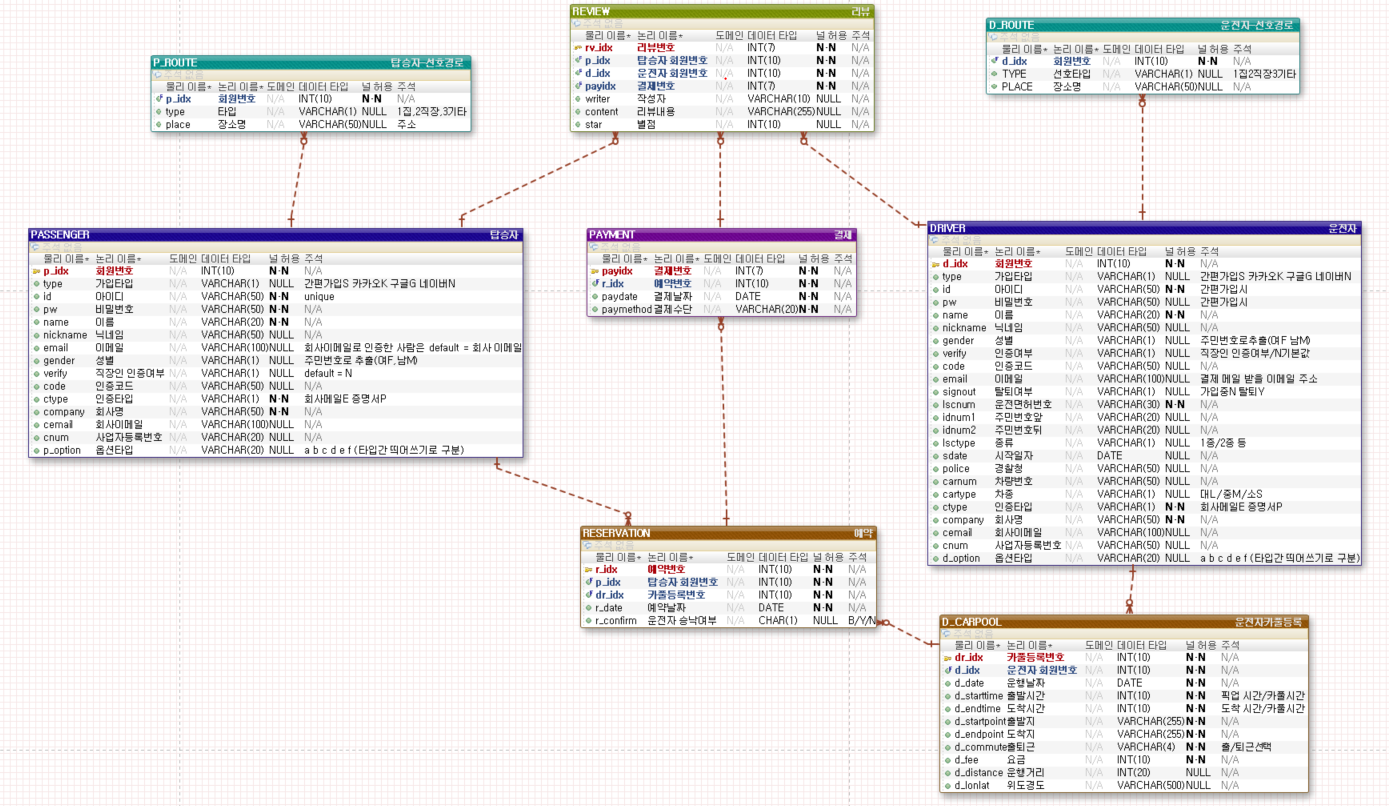 REVIEW 리뷰
주석 없음
물리 이름* 논리 이름* 도메인 데이터 타입 널 허용 주석
rv_idx 리뷰번호 N/A INT(7) N-N N/A
p_idx 탑승자 회원번호 N/A INT(10) N-N N/A
d_idx 운전자 회원번호 N/A INT(10) N-N N/A
payidx 결제번호 N/A INT(7) N-N N/A
writer 작성자 N/A VARCHAR(10) NULL N/A
content 리뷰내용 N/A VARCHAR(255) NULL N/A
star 별점 N/A INT(10) NULL N/A
D_ROUTE 운전자-선호경로
주석 없음
물리 이름* 논리 이름* 도메인 데이터 타입 널 허용 주석
d_idx 회원번호 N/A INT(10) N-N N/A
TYPE 선호타입 N/A VARCHAR(1) NULL 1집2직장3기타
PLACE 장소명 N/A VARCHAR(50) NULL N/A
P_ROUTE 탑승자-선호경로
주석 없음
물리 이름* 논리 이름* 도메인 데이터 타입 널 허용 주석
p_idx 회원번호 N/A INT(10) N-N N/A
type 타입 N/A VARCHAR(1) NULL 1집,2직장,3기타
place 장소명 N/A VARCHAR(50) NULL 주소
PASSENGER 탑승자
주석 없음
물리 이름* 논리 이름* 도메인 데이터 타입 널 허용 주석
p_idx 회원번호 N/A INT(10) N-N N/A
type 가입타입 N/A VARCHAR(1) NULL 간편가입S 카카오K 구글G 네이버N
id 아이디 N/A VARCHAR(50) N-N unique
pw 비밀번호 N/A VARCHAR(50) N-N N/A
name 이름 N/A VARCHAR(20) N-N N/A
nickname 닉네임 N/A VARCHAR(50) NULL N/A
email 이메일 N/A VARCHAR(100) NULL 회사이메일로 인증한 사람은 default = 회사 이메일
gender 성별 N/A VARCHAR(1) NULL 주민번호로 추출(여F,남M)
verify 직장인 인증여부 N/A VARCHAR(1) NULL default = N
code 인증코드 N/A VARCHAR(50) NULL N/A
ctype 인증타입 N/A VARCHAR(1) N-N 회사메일E 증명서P
company 회사명 N/A VARCHAR(50) N-N N/A
cemail 회사이메일 N/A VARCHAR(100) NULL N/A
cnum 사업자등록번호 N/A VARCHAR(20) NULL N/A
p_option 옵션타입 N/A VARCHAR(20) NULL a b c d e f (타입간 띄어쓰기로 구분)
PAYMENT 결제
주석 없음
물리 이름* 논리 이름* 도메인 데이터 타입 널 허용 주석
payidx 결제번호 N/A INT(7) N-N N/A
r_idx 예약번호 N/A INT(10) N-N N/A
paydate 결제날짜 N/A DATE N-N N/A
paymethod 결제수단 N/A VARCHAR(20) N-N N/A
DRIVER 운전자
주석 없음
물리 이름* 논리 이름* 도메인 데이터 타입 널 허용 주석
d_idx 회원번호 N/A INT(10) N-N N/A
type 가입타입 N/A VARCHAR(1) NULL 간편가입S 카카오K 구글G 네이버N
id 아이디 N/A VARCHAR(50) N-N 간편가입시
pw 비밀번호 N/A VARCHAR(50) N-N 간편가입시
name 이름 N/A VARCHAR(20) N-N N/A
nickname 닉네임 N/A VARCHAR(50) NULL N/A
gender 성별 N/A VARCHAR(1) NULL 주민번호로추출(여F,남M)
verify 인증여부 N/A VARCHAR(1) NULL 직장인 인증여부/N기본값
code 인증코드 N/A VARCHAR(50) NULL N/A
email 이메일 N/A VARCHAR(100) NULL 결제 메일 받을 이메일 주소
signout 탈퇴여부 N/A VARCHAR(1) NULL 가입중N 탈퇴Y
lscnum 운전면허번호 N/A VARCHAR(30) N-N N/A
idnum1 주민번호앞 N/A VARCHAR(20) NULL N/A
idnum2 주민번호뒤 N/A VARCHAR(20) NULL N/A
lsctype 종류 N/A VARCHAR(1) NULL 1종/2종 등
sdate 시작일자 N/A DATE NULL N/A
police 경찰청 N/A VARCHAR(50) NULL N/A
carnum 차량번호 N/A VARCHAR(50) NULL N/A
cartype 차종 N/A VARCHAR(1) NULL 대L/중M/소S
ctype 인증타입 N/A VARCHAR(1) N-N 회사메일E 증명서P
company 회사명 N/A VARCHAR(50) N-N N/A
cemail 회사이메일 N/A VARCHAR(100) NULL N/A
cnum 사업자등록번호 N/A VARCHAR(50) NULL N/A
d_option 옵션타입 N/A VARCHAR(20) NULL a b c d e f (타입간 띄어쓰기로 구분)
RESERVATION 예약
주석 없음
물리 이름* 논리 이름* 도메인 데이터 타입 널 허용 주석
r_idx 예약번호 N/A INT(10) N-N N/A
p_idx 탑승자 회원번호 N/A INT(10) N-N N/A
dr_idx 카풀등록번호 N/A INT(10) N-N N/A
r_date 예약날짜 N/A DATE N-N N/A
r_confirm 운전자 승낙여부 N/A CHAR(1) NULL B/Y/N
D_CARPOOL 운전자카풀등록
주석 없음
물리 이름* 논리 이름* 도메인 데이터 타입 널 허용 주석
dr_idx 카풀등록번호 N/A INT(10) N-N N/A
d_idx 운전자 회원번호 N/A INT(10) N-N N/A
d_date 운행날짜 N/A DATE N-N N/A
d_starttime 출발시간 N/A INT(10) N-N 픽업 시간/카풀시간
d_endtime 도착시간 N/A INT(10) N-N 도착 시간/카풀시간
d_startpoint 출발지 N/A VARCHAR(255) N-N N/A
d_endpoint 도착지 N/A VARCHAR(255) N-N N/A
d_commute 출퇴근 N/A VARCHAR(4) N-N 출/퇴근선택
d_fee 요금 N/A INT(10) N-N N/A
d_distance 운행거리 N/A INT(20) NULL N/A
d_lonlat 위도경도 N/A VARCHAR(500) NULL N/A